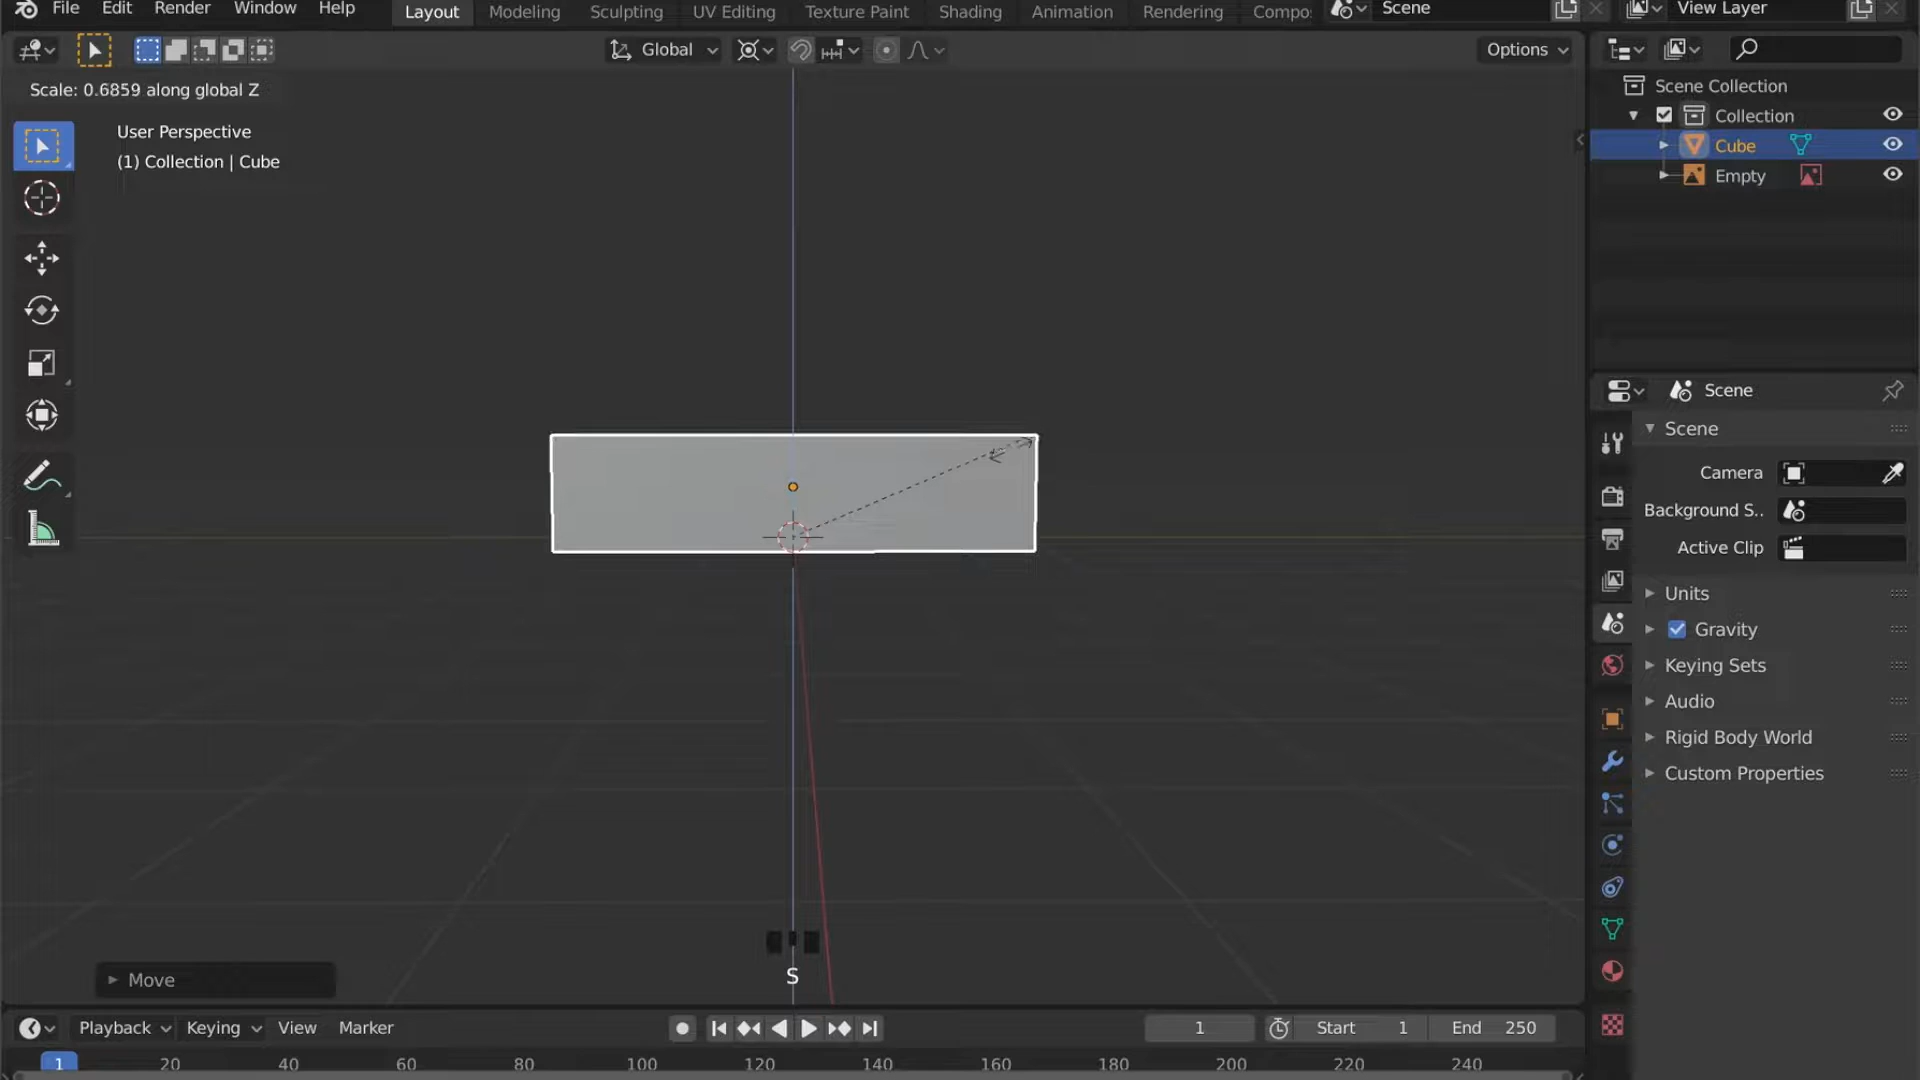 File Edit Render Window Help Layout Modeling Sculpting UV Editing Texture Paint Shading Animation Rendering Compo Scene View Layer
Global Options
Scale: 0.6859 along global Z
User Perspective
(1) Collection | Cube
Scene Collection
Collection
Cube
Empty
Scene
Scene
Camera
Background S..
Active Clip
Units
Gravity
Keying Sets
Audio
Rigid Body World
Custom Properties
S
Move
Playback Keying View Marker 1 Start 1 End 250
1 20 40 60 80 100 120 140 160 180 200 220 240